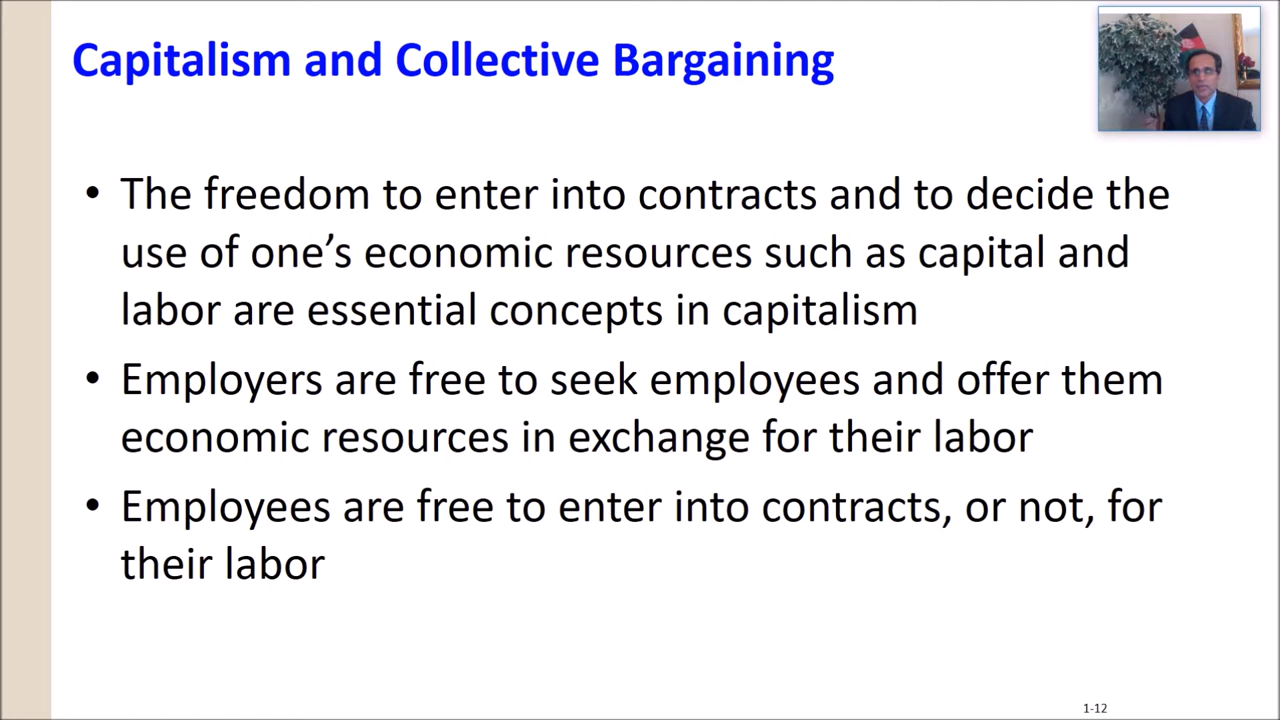 Capitalism and Collective Bargaining
• The freedom to enter into contracts and to decide the
use of one’s economic resources such as capital and
labor are essential concepts in capitalism
• Employers are free to seek employees and offer them
economic resources in exchange for their labor
• Employees are free to enter into contracts, or not, for
their labor
1-12